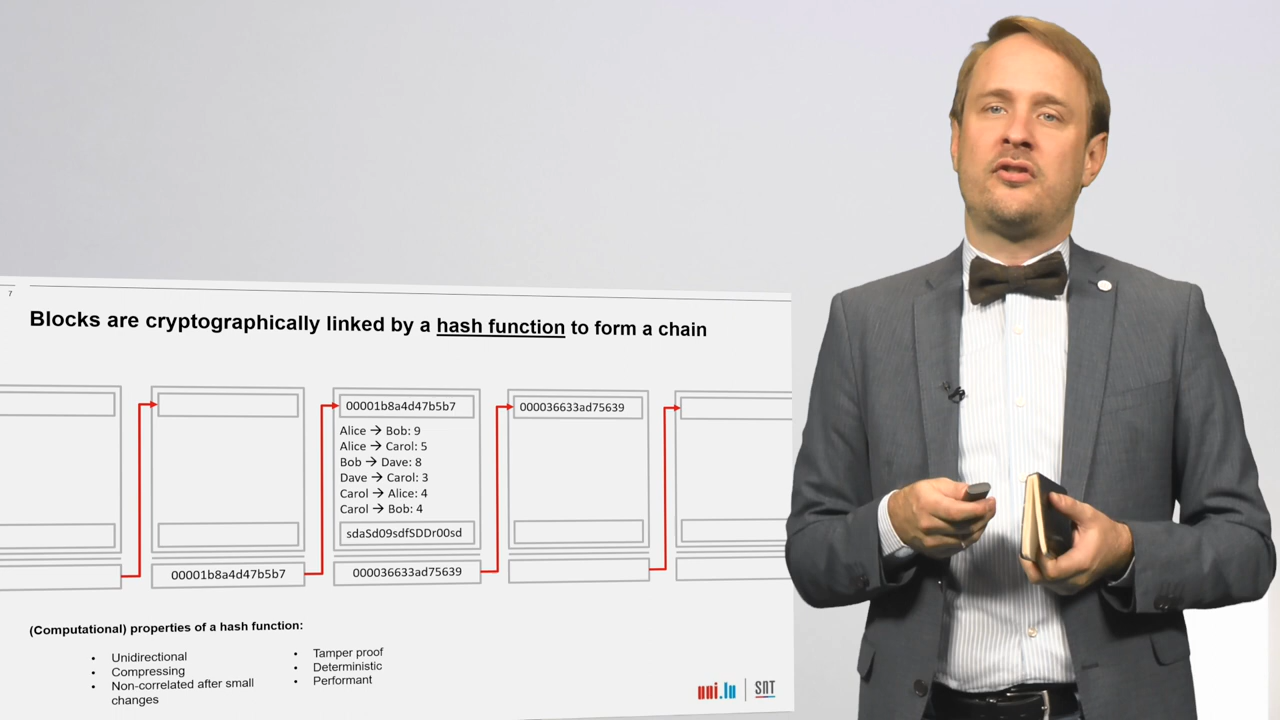 7
Blocks are cryptographically linked by a hash function to form a chain
00001b8a4d47b5b7
000036633ad75639
Alice → Bob: 9
Alice → Carol: 5
Bob → Dave: 8
Dave → Carol: 3
Carol → Alice: 4
Carol → Bob: 4
sdaSd09sdfSDDr00sd
00001b8a4d47b5b7
000036633ad75639
(Computational) properties of a hash function:
• Unidirectional
• Compressing
• Non-correlated after small
changes
• Tamper proof
• Deterministic
• Performant
uni.lu
SNT